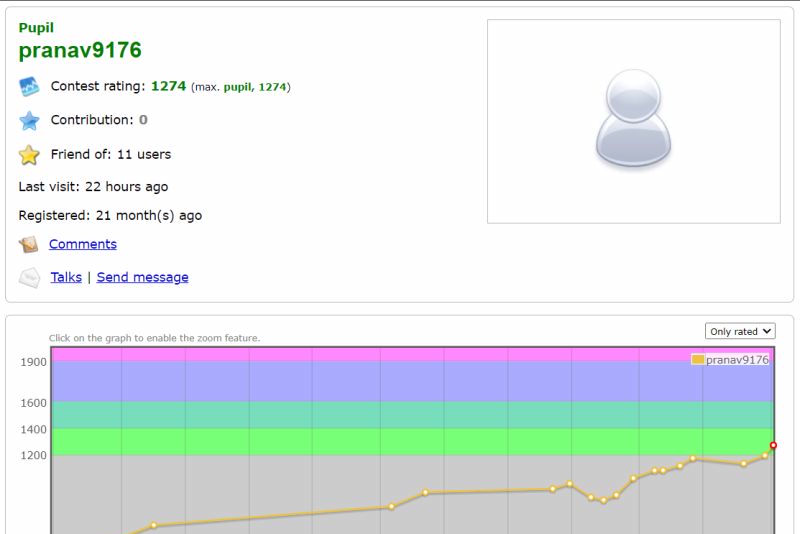 Pupil
pranav9176
Contest rating: 1274 (max. pupil, 1274)
Contribution: 0
Friend of: 11 users
Last visit: 22 hours ago
Registered: 21 month(s) ago
Comments
Talks | Send message
Only rated
Click on the graph to enable the zoom feature.
pranav9176
1900
1600
1400
1200